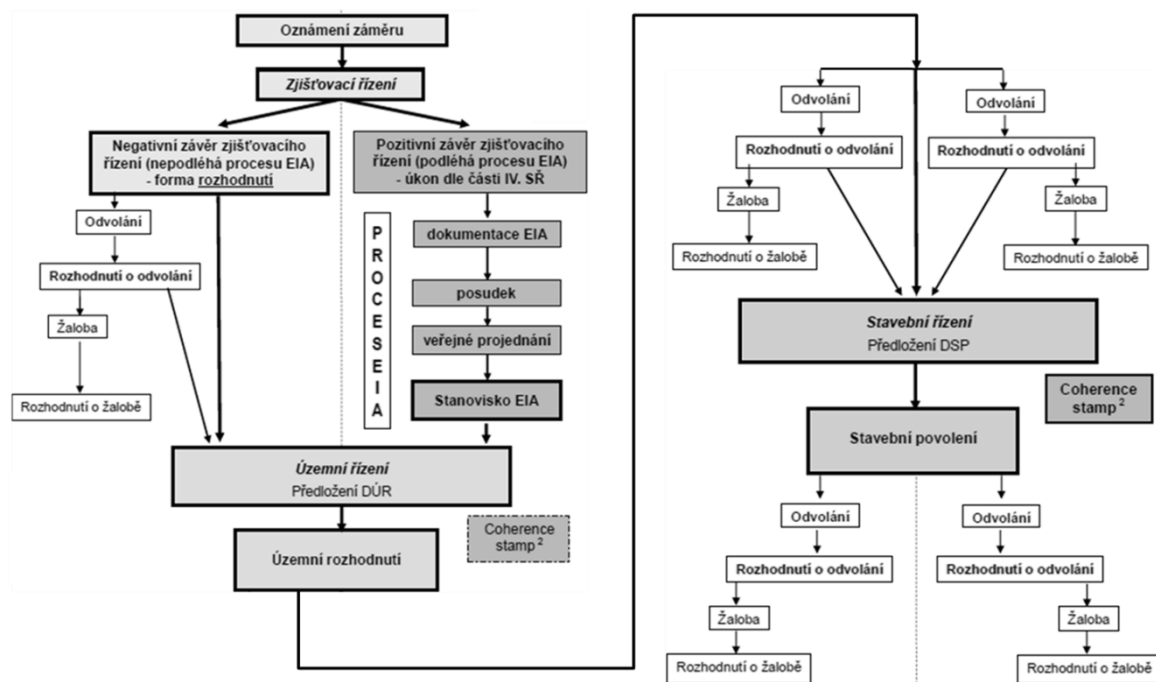 Oznámení záměru
Zjišťovací řízení
Negativní závěr zjišťovacího
řízení (nepodléhá procesu EIA)
- forma rozhodnutí
Odvolání
Rozhodnutí o odvolání
Žaloba
Rozhodnutí o žalobě
Pozitivní závěr zjišťovacího
řízení (podléhá procesu EIA)
- úkon dle části IV. SŘ
P
R
O
C
E
S
E
I
A
dokumentace EIA
posudek
veřejné projednání
Stanovisko EIA
Územní řízení
Předložení DÚR
Coherence
stamp 2
Územní rozhodnutí
Odvolání
Odvolání
Rozhodnutí o odvolání
Rozhodnutí o odvolání
Žaloba
Žaloba
Rozhodnutí o žalobě
Rozhodnutí o žalobě
Stavební řízení
Předložení DSP
Coherence
stamp 2
Stavební povolení
Odvolání
Odvolání
Rozhodnutí o odvolání
Rozhodnutí o odvolání
Žaloba
Žaloba
Rozhodnutí o žalobě
Rozhodnutí o žalobě